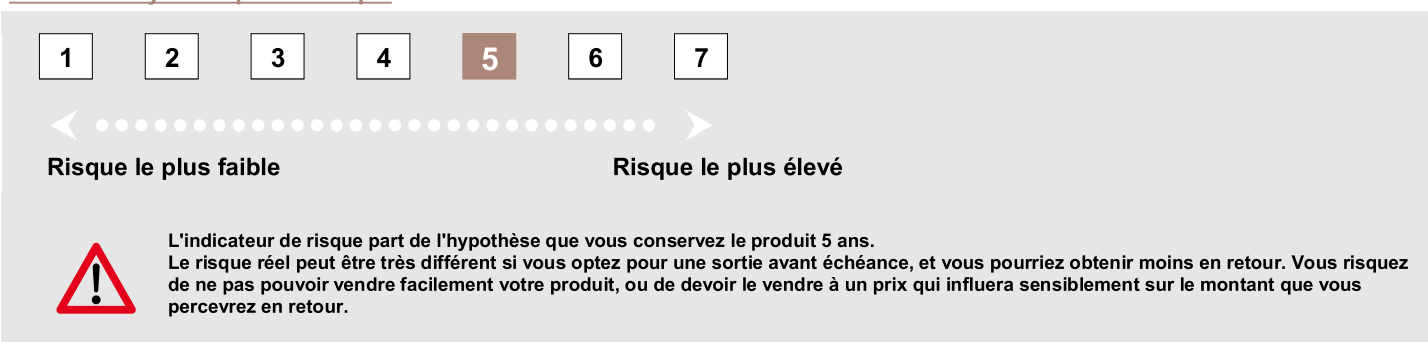 1 2 3 4 5 6 7
Risque le plus faible Risque le plus élevé
L'indicateur de risque part de l'hypothèse que vous conservez le produit 5 ans.
Le risque réel peut être très différent si vous optez pour une sortie avant échéance, et vous pourriez obtenir moins en retour. Vous risquez
de ne pas pouvoir vendre facilement votre produit, ou de devoir le vendre à un prix qui influera sensiblement sur le montant que vous
percevrez en retour.